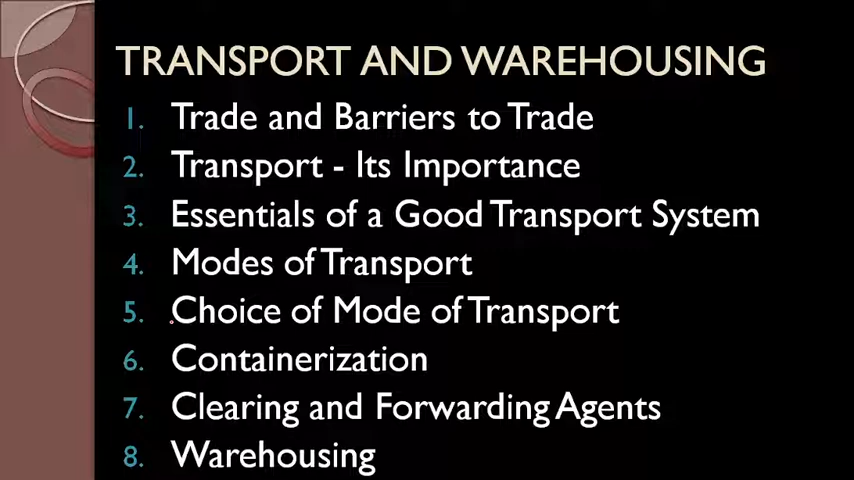 TRANSPORT AND WAREHOUSING
1. Trade and Barriers to Trade
2. Transport - Its Importance
3. Essentials of a Good Transport System
4. Modes of Transport
5. Choice of Mode of Transport
6. Containerization
7. Clearing and Forwarding Agents
8. Warehousing